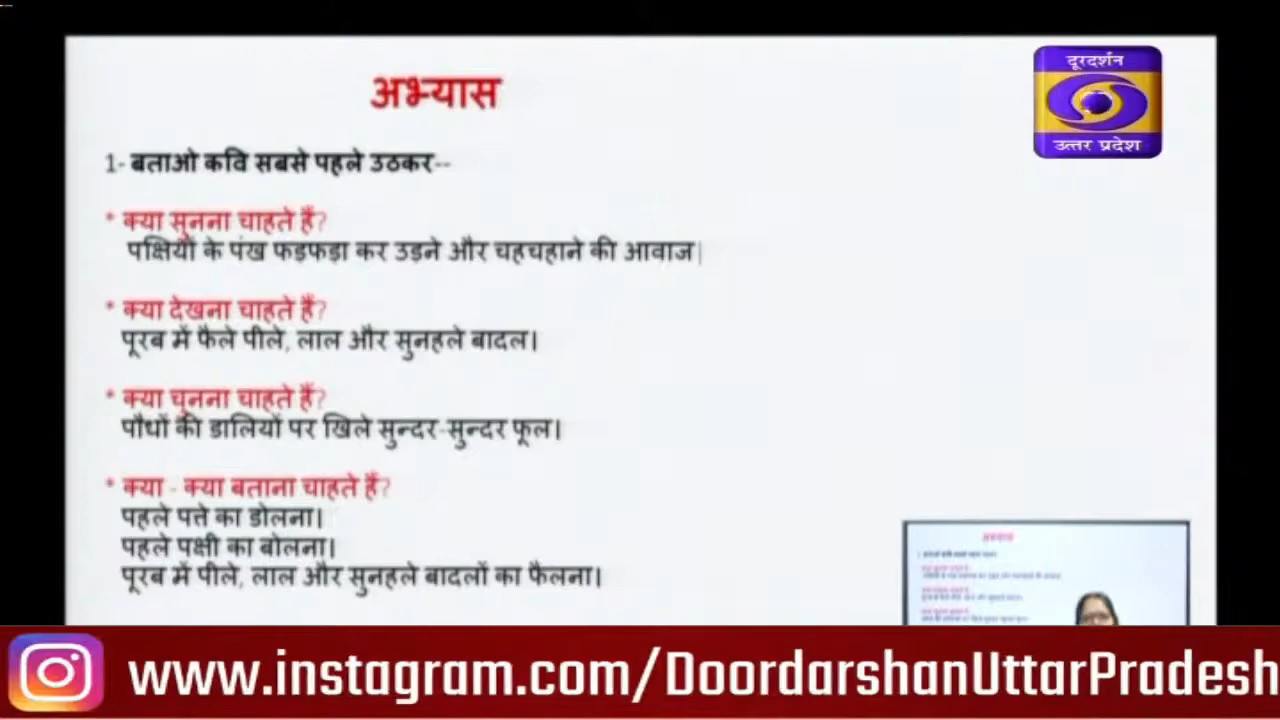 अभ्यास
दूरदर्शन
उत्तर प्रदेश
1- बताओ कवि सबसे पहले उठकर--
* क्या सुनना चाहते हैं?
पक्षियों के पंख फड़फड़ा कर उड़ने और चहचहाने की आवाज|
* क्या देखना चाहते हैं?
पूरब में फैले पीले, लाल और सुनहले बादल।
* क्या चुनना चाहते हैं?
पौधों की डालियों पर खिले सुन्दर-सुन्दर फूल।
* क्या - क्या बताना चाहते हैं?
पहले पत्ते का डोलना।
पहले पक्षी का बोलना।
पूरब में पीले, लाल और सुनहले बादलों का फैलना।
अभ्यास
www.instagram.com/DoordarshanUttarPradesh